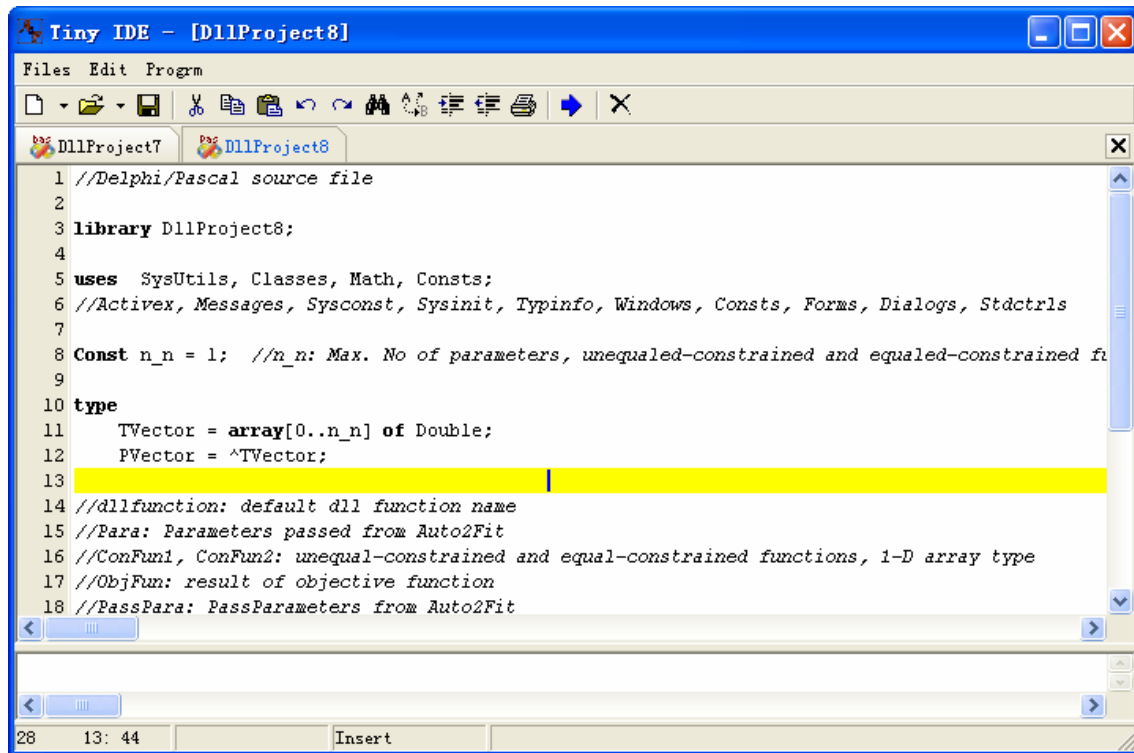 Tiny IDE - [DllProject8]
Files Edit Progrm
DllProject7 DllProject8
1 //Delphi/Pascal source file
2
3 library DllProject8;
4
5 uses SysUtils, Classes, Math, Consts;
6 //Activex, Messages, Sysconst, Sysinit, Typinfo, Windows, Consts, Forms, Dialogs, Stdctrls
7
8 Const n_n = 1; //n_n: Max. No of parameters, unequaled-constrained and equaled-constrained
9
10 type
11 TVector = array[0..n_n] of Double;
12 PVector = ^TVector;
13
14 //dllfunction: default dll function name
15 //Para: Parameters passed from Auto2Fit
16 //ConFun1, ConFun2: unequal-constrained and equal-constrained functions, 1-D array type
17 //ObjFun: result of objective function
18 //PassPara: PassParameters from Auto2Fit
28 13: 44 Insert